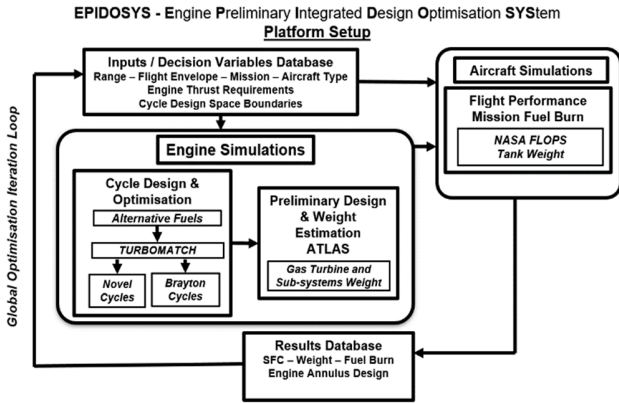 EPIDOSYS - Engine Preliminary Integrated Design Optimisation SYStem
Platform Setup
Inputs / Decision Variables Database
Range – Flight Envelope – Mission – Aircraft Type
Engine Thrust Requirements
Cycle Design Space Boundaries
Aircraft Simulations
Flight Performance
Mission Fuel Burn
NASA FLOPS
Tank Weight
Global Optimisation Iteration Loop
Engine Simulations
Cycle Design &
Optimisation
Alternative Fuels
TURBOMATCH
Novel
Cycles
Brayton
Cycles
Preliminary Design
& Weight
Estimation
ATLAS
Gas Turbine and
Sub-systems Weight
Results Database
SFC – Weight – Fuel Burn
Engine Annulus Design